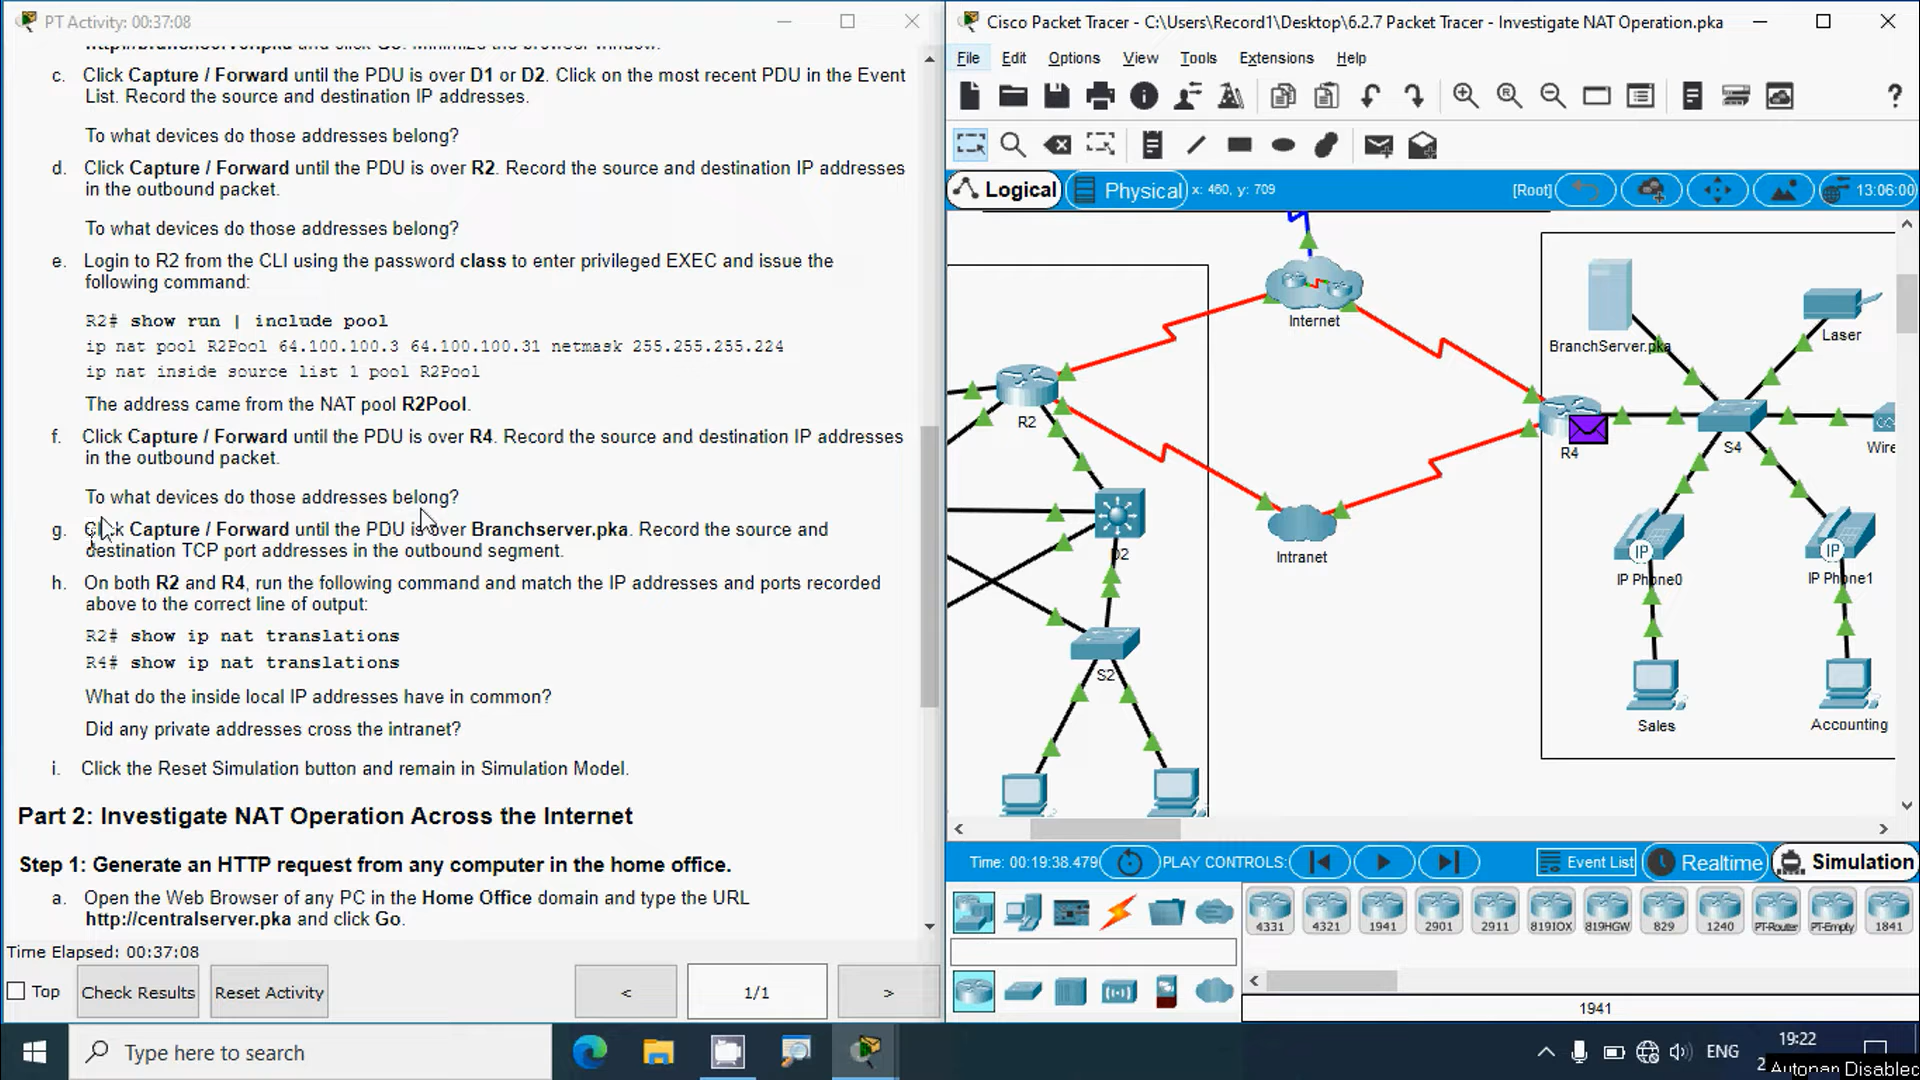 PT Activity: 00:37:08
http://branchserver.pka and click Go. Minimize the browser window.
c. Click Capture / Forward until the PDU is over D1 or D2. Click on the most recent PDU in the Event
List. Record the source and destination IP addresses.
To what devices do those addresses belong?
d. Click Capture / Forward until the PDU is over R2. Record the source and destination IP addresses
in the outbound packet.
To what devices do those addresses belong?
e. Login to R2 from the CLI using the password class to enter privileged EXEC and issue the
following command:
R2# show run | include pool
ip nat pool R2Pool 64.100.100.3 64.100.100.31 netmask 255.255.255.224
ip nat inside source list 1 pool R2Pool
The address came from the NAT pool R2Pool.
f. Click Capture / Forward until the PDU is over R4. Record the source and destination IP addresses
in the outbound packet.
To what devices do those addresses belong?
g. Click Capture / Forward until the PDU is over Branchserver.pka. Record the source and
destination TCP port addresses in the outbound segment.
h. On both R2 and R4, run the following command and match the IP addresses and ports recorded
above to the correct line of output:
R2# show ip nat translations
R4# show ip nat translations
What do the inside local IP addresses have in common?
Did any private addresses cross the intranet?
i. Click the Reset Simulation button and remain in Simulation Model.
Part 2: Investigate NAT Operation Across the Internet
Step 1: Generate an HTTP request from any computer in the home office.
a. Open the Web Browser of any PC in the Home Office domain and type the URL
http://centralserver.pka and click Go.
Time Elapsed: 00:37:08
Top
Check Results
Reset Activity
<
1/1
>
Cisco Packet Tracer - C:\Users\Record1\Desktop\6.2.7 Packet Tracer - Investigate NAT Operation.pka
File Edit Options View Tools Extensions Help
Logical
Physical
x: 460, y: 709
[Root]
13:06:00
Internet
BranchServer.pka
Laser
R2
R4
S4
Wire
D2
Intranet
IP
IP
IP Phone0
IP Phone1
S2
Sales
Accounting
Time: 00:19:38.479
PLAY CONTROLS:
Event List
Realtime
Simulation
4331
4321
1941
2901
2911
819IOX
819HGW
829
1240
PT-Router
PT-Empty
1841
1941
Type here to search
ENG
19:22
2
Autopan Disabled